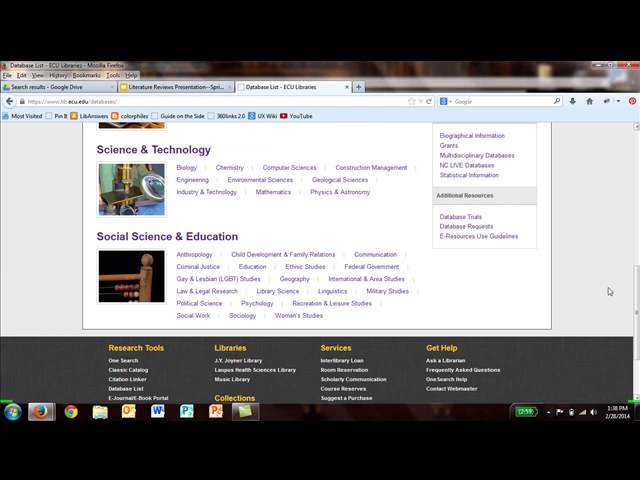 Database List - ECU Libraries - Mozilla Firefox
File Edit View History Bookmarks Tools Help
Search results - Google Drive
Literature Reviews Presentation--Spri...
Database List - ECU Libraries
https://www.lib.ecu.edu/databases/
Google
Most Visited Pin It LibAnswers colorphiles Guide on the Side 360links 2.0 UX Wiki YouTube
Science & Technology
Biology Chemistry Computer Sciences Construction Management
Engineering Environmental Sciences Geological Sciences
Industry & Technology Mathematics Physics & Astronomy
Social Science & Education
Anthropology Child Development & Family Relations Communication
Criminal Justice Education Ethnic Studies Federal Government
Gay & Lesbian (LGBT) Studies Geography International & Area Studies
Law & Legal Research Library Science Linguistics Military Studies
Political Science Psychology Recreation & Leisure Studies
Social Work Sociology Women's Studies
Biographical Information
Grants
Multidisciplinary Databases
NC LIVE Databases
Statistical Information
Additional Resources
Database Trials
Database Requests
E-Resources Use Guidelines
Research Tools
One Search
Classic Catalog
Citation Linker
Database List
E-Journal/E-Book Portal
Libraries
J.Y. Joyner Library
Laupus Health Sciences Library
Music Library
Collections
Services
Interlibrary Loan
Room Reservation
Scholarly Communication
Course Reserves
Suggest a Purchase
Get Help
Ask a Librarian
Frequently Asked Questions
OneSearch Help
Contact Webmaster
(2:59)
1:38 PM
2/28/2014